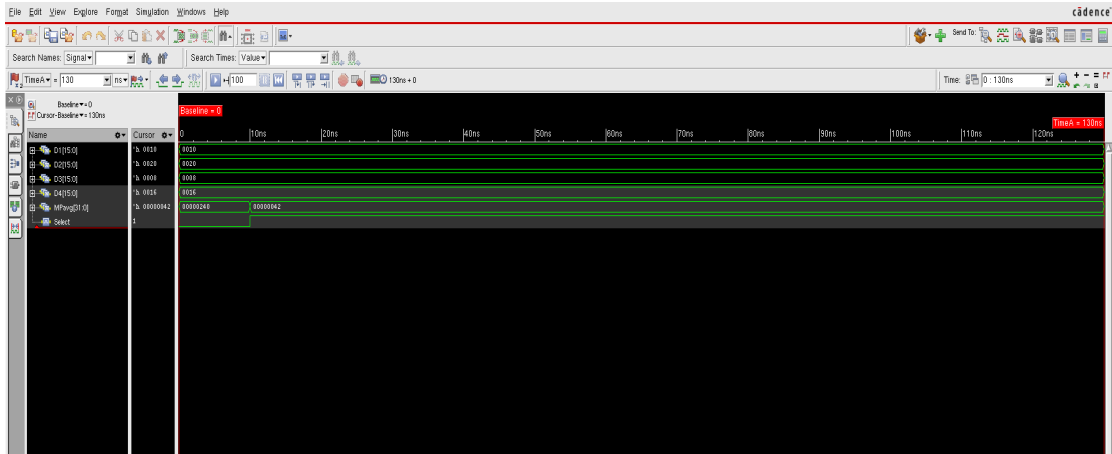 File Edit View Explore Format Simulation Windows Help
cādence
Send To:
Search Names: Signal
Search Times: Value
TimeA = 130 ns
100
130ns + 0
Time: 0 : 130ns
Baseline = 0
Cursor-Baseline = 130ns
Baseline = 0
TimeA = 130ns
Name Cursor
0 10ns 20ns 30ns 40ns 50ns 60ns 70ns 80ns 90ns 100ns 110ns 120ns
D1[15:0] 'h 0010 0010
D2[15:0] 'h 0020 0020
D3[15:0] 'h 0008 0008
D4[15:0] 'h 0016 0016
MPavg[31:0] 'h 00000042 00000240 00000042
Select 1